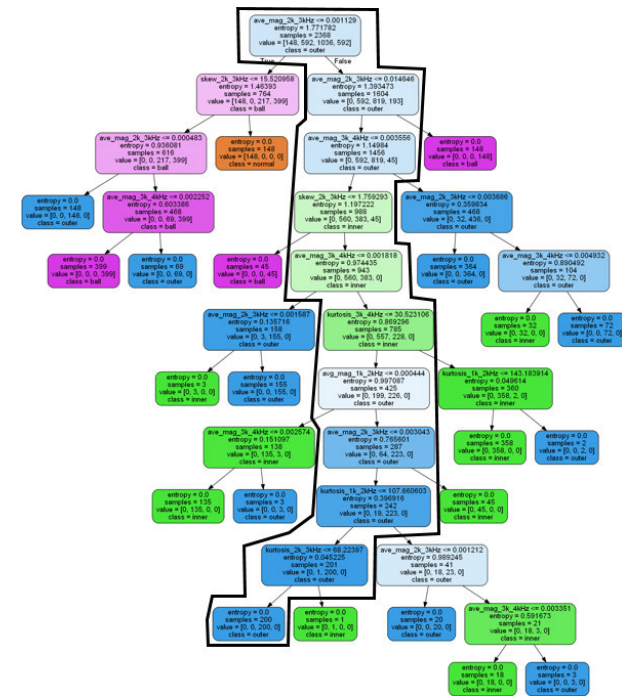 ave_mag_2k_3kHz <= 0.001129
entropy = 1.771782
samples = 2368
value = [148, 592, 1036, 592]
class = outer
True
False
skew_2k_3kHz <= 15.520958
entropy = 1.46393
samples = 764
value = [148, 0, 217, 399]
class = ball
ave_mag_2k_3kHz <= 0.014646
entropy = 1.393473
samples = 1604
value = [0, 592, 819, 193]
class = outer
ave_mag_2k_3kHz <= 0.000483
entropy = 0.936081
samples = 616
value = [0, 0, 217, 399]
class = ball
entropy = 0.0
samples = 148
value = [148, 0, 0, 0]
class = normal
ave_mag_3k_4kHz <= 0.003556
entropy = 1.14984
samples = 1456
value = [0, 592, 819, 45]
class = outer
entropy = 0.0
samples = 148
value = [0, 0, 0, 148]
class = ball
entropy = 0.0
samples = 148
value = [0, 0, 148, 0]
class = outer
ave_mag_3k_4kHz <= 0.002252
entropy = 0.603386
samples = 468
value = [0, 0, 69, 399]
class = ball
skew_2k_3kHz <= 1.759293
entropy = 1.197222
samples = 988
value = [0, 560, 383, 45]
class = inner
ave_mag_2k_3kHz <= 0.003686
entropy = 0.359834
samples = 468
value = [0, 32, 436, 0]
class = outer
entropy = 0.0
samples = 399
value = [0, 0, 0, 399]
class = ball
entropy = 0.0
samples = 69
value = [0, 0, 69, 0]
class = outer
entropy = 0.0
samples = 45
value = [0, 0, 0, 45]
class = ball
ave_mag_3k_4kHz <= 0.001818
entropy = 0.974435
samples = 943
value = [0, 560, 383, 0]
class = inner
entropy = 0.0
samples = 364
value = [0, 0, 364, 0]
class = outer
ave_mag_3k_4kHz <= 0.004932
entropy = 0.890492
samples = 104
value = [0, 32, 72, 0]
class = outer
ave_mag_2k_3kHz <= 0.001587
entropy = 0.135716
samples = 158
value = [0, 3, 155, 0]
class = outer
kurtosis_3k_4kHz <= 30.523106
entropy = 0.869296
samples = 785
value = [0, 557, 228, 0]
class = inner
entropy = 0.0
samples = 32
value = [0, 32, 0, 0]
class = inner
entropy = 0.0
samples = 72
value = [0, 0, 72, 0]
class = outer
entropy = 0.0
samples = 3
value = [0, 3, 0, 0]
class = inner
entropy = 0.0
samples = 155
value = [0, 0, 155, 0]
class = outer
avg_mag_1k_2kHz <= 0.000444
entropy = 0.997087
samples = 425
value = [0, 199, 226, 0]
class = outer
kurtosis_1k_2kHz <= 143.183914
entropy = 0.049614
samples = 360
value = [0, 358, 2, 0]
class = inner
ave_mag_3k_4kHz <= 0.002574
entropy = 0.151097
samples = 138
value = [0, 135, 3, 0]
class = inner
ave_mag_2k_3kHz <= 0.003043
entropy = 0.765601
samples = 287
value = [0, 64, 223, 0]
class = outer
entropy = 0.0
samples = 358
value = [0, 358, 0, 0]
class = inner
entropy = 0.0
samples = 2
value = [0, 0, 2, 0]
class = outer
entropy = 0.0
samples = 135
value = [0, 135, 0, 0]
class = inner
entropy = 0.0
samples = 3
value = [0, 0, 3, 0]
class = outer
kurtosis_1k_2kHz <= 107.660603
entropy = 0.396916
samples = 242
value = [0, 19, 223, 0]
class = outer
entropy = 0.0
samples = 45
value = [0, 45, 0, 0]
class = inner
kurtosis_2k_3kHz <= 68.22397
entropy = 0.045225
samples = 201
value = [0, 1, 200, 0]
class = outer
ave_mag_2k_3kHz <= 0.001212
entropy = 0.989245
samples = 41
value = [0, 18, 23, 0]
class = outer
entropy = 0.0
samples = 200
value = [0, 0, 200, 0]
class = outer
entropy = 0.0
samples = 1
value = [0, 1, 0, 0]
class = inner
entropy = 0.0
samples = 20
value = [0, 0, 20, 0]
class = outer
ave_mag_3k_4kHz <= 0.003351
entropy = 0.591673
samples = 21
value = [0, 18, 3, 0]
class = inner
entropy = 0.0
samples = 18
value = [0, 18, 0, 0]
class = inner
entropy = 0.0
samples = 3
value = [0, 0, 3, 0]
class = outer